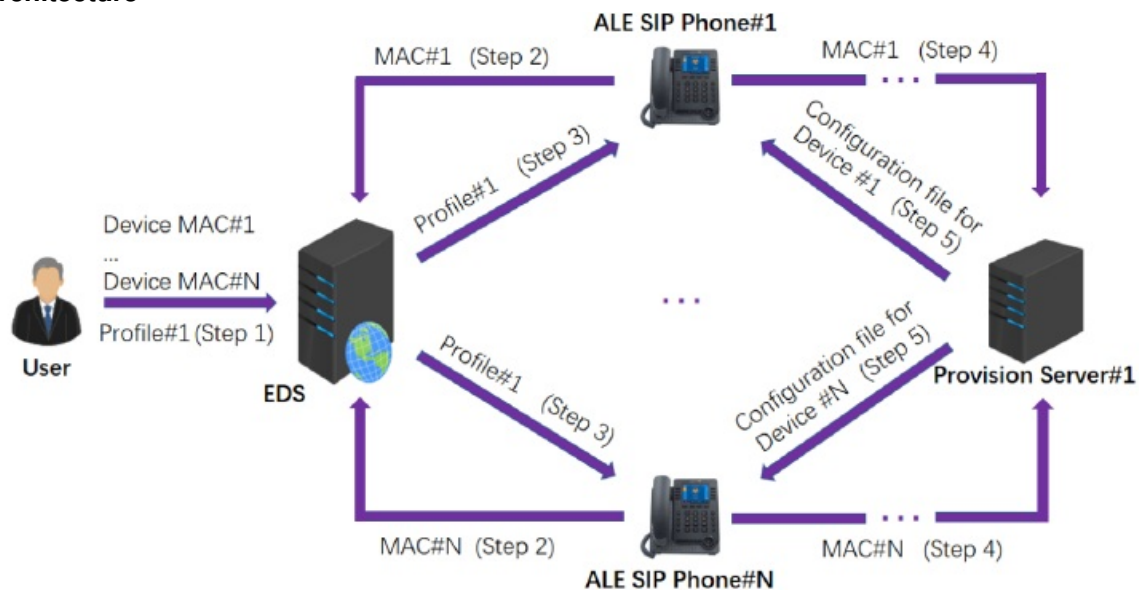 ALE SIP Phone#1
MAC#1 (Step 2)
MAC#1 (Step 4)
...
Profile#1 (Step 3)
Configuration file for
Device #1 (Step 5)
Device MAC#1
...
Device MAC#N
Profile#1 (Step 1)
User
EDS
...
Provision Server#1
Profile#1 (Step 3)
Configuration file for
Device #N (Step 5)
MAC#N (Step 2)
...
MAC#N (Step 4)
ALE SIP Phone#N